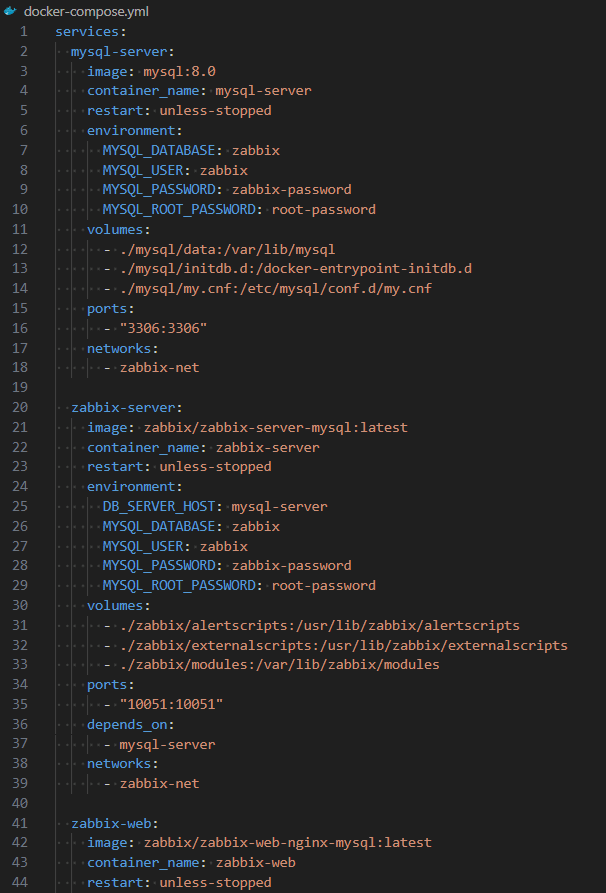 docker-compose.yml
1 services:
2   mysql-server:
3     image: mysql:8.0
4     container_name: mysql-server
5     restart: unless-stopped
6     environment:
7       MYSQL_DATABASE: zabbix
8       MYSQL_USER: zabbix
9       MYSQL_PASSWORD: zabbix-password
10       MYSQL_ROOT_PASSWORD: root-password
11     volumes:
12       - ./mysql/data:/var/lib/mysql
13       - ./mysql/initdb.d:/docker-entrypoint-initdb.d
14       - ./mysql/my.cnf:/etc/mysql/conf.d/my.cnf
15     ports:
16       - "3306:3306"
17     networks:
18       - zabbix-net
19
20   zabbix-server:
21     image: zabbix/zabbix-server-mysql:latest
22     container_name: zabbix-server
23     restart: unless-stopped
24     environment:
25       DB_SERVER_HOST: mysql-server
26       MYSQL_DATABASE: zabbix
27       MYSQL_USER: zabbix
28       MYSQL_PASSWORD: zabbix-password
29       MYSQL_ROOT_PASSWORD: root-password
30     volumes:
31       - ./zabbix/alertscripts:/usr/lib/zabbix/alertscripts
32       - ./zabbix/externalscripts:/usr/lib/zabbix/externalscripts
33       - ./zabbix/modules:/var/lib/zabbix/modules
34     ports:
35       - "10051:10051"
36     depends_on:
37       - mysql-server
38     networks:
39       - zabbix-net
40
41   zabbix-web:
42     image: zabbix/zabbix-web-nginx-mysql:latest
43     container_name: zabbix-web
44     restart: unless-stopped